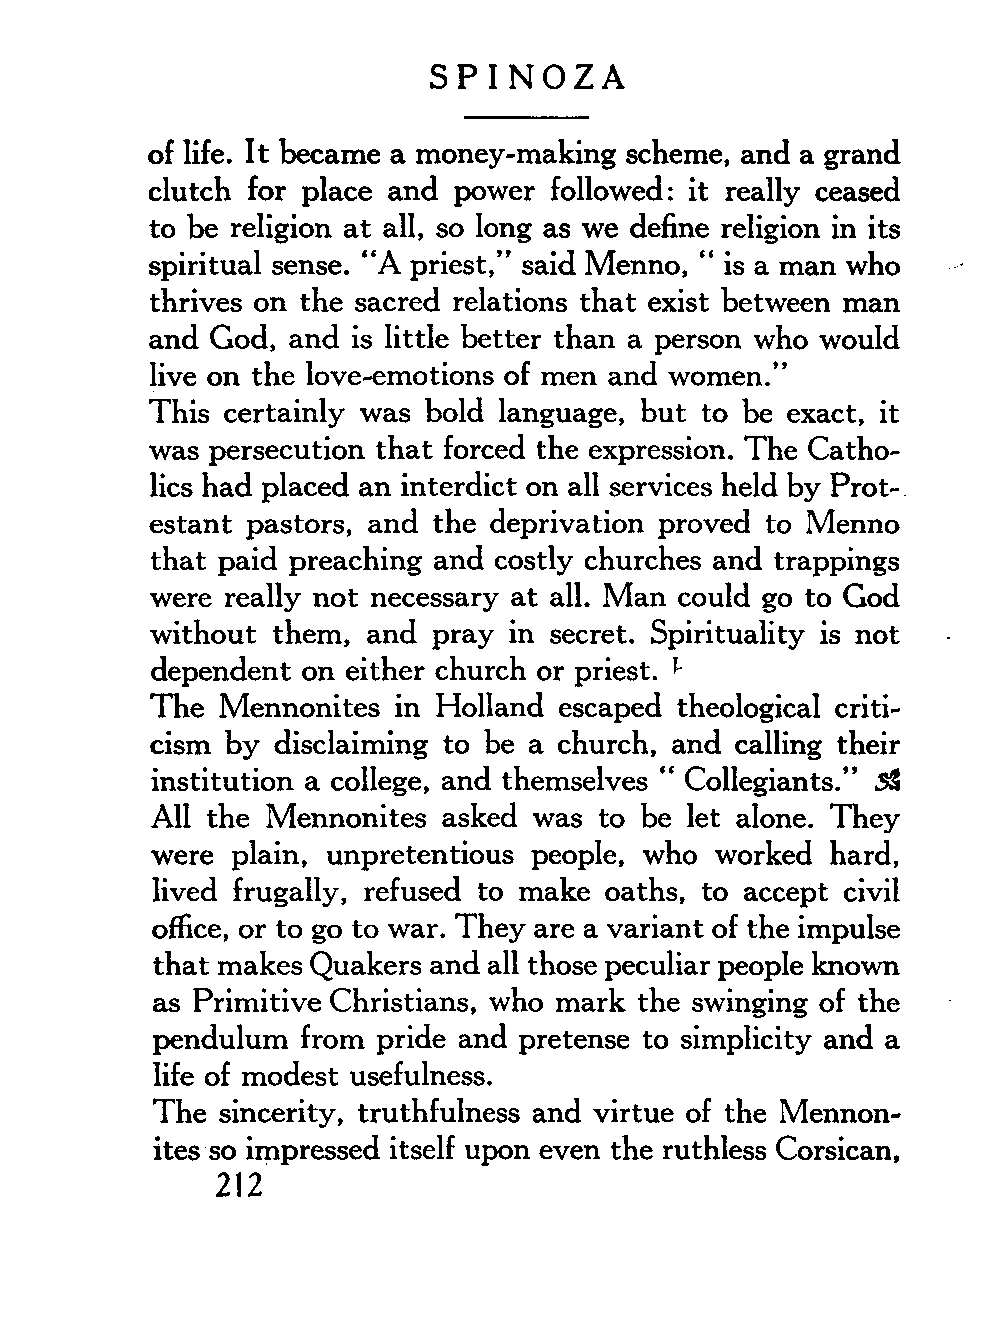 SPINOZA
of life. It became a money-making scheme, and a grand
clutch for place and power followed: it really ceased
to be religion at all, so long as we define religion in its
spiritual sense. “A priest,” said Menno, “ is a man who
thrives on the sacred relations that exist between man
and God, and is little better than a person who would
live on the love-emotions of men and women.”
This certainly was bold language, but to be exact, it
was persecution that forced the expression. The Catho-
lics had placed an interdict on all services held by Prot-
estant pastors, and the deprivation proved to Menno
that paid preaching and costly churches and trappings
were really not necessary at all. Man could go to God
without them, and pray in secret. Spirituality is not
dependent on either church or priest.
The Mennonites in Holland escaped theological criti-
cism by disclaiming to be a church, and calling their
institution a college, and themselves “ Collegiants.”
All the Mennonites asked was to be let alone. They
were plain, unpretentious people, who worked hard,
lived frugally, refused to make oaths, to accept civil
office, or to go to war. They are a variant of the impulse
that makes Quakers and all those peculiar people known
as Primitive Christians, who mark the swinging of the
pendulum from pride and pretense to simplicity and a
life of modest usefulness.
The sincerity, truthfulness and virtue of the Mennon-
ites so impressed itself upon even the ruthless Corsican,
212